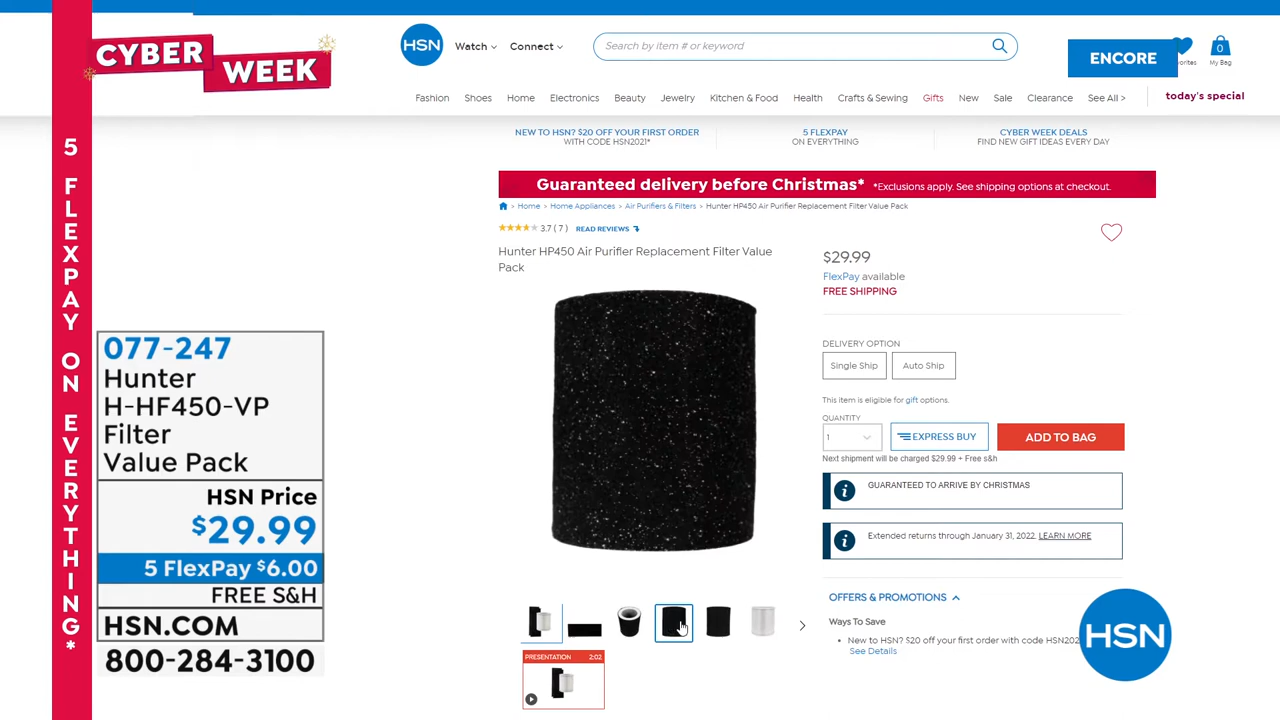 CYBER
WEEK
5 FLEXPAY ON EVERYTHING*
HSN
Watch
Connect
Search by item # or keyword
ENCORE
orites
0
My Bag
Fashion Shoes Home Electronics Beauty Jewelry Kitchen & Food Health Crafts & Sewing Gifts New Sale Clearance See All >
today's special
NEW TO HSN? $20 OFF YOUR FIRST ORDER
WITH CODE HSN2021*
5 FLEXPAY
ON EVERYTHING
CYBER WEEK DEALS
FIND NEW GIFT IDEAS EVERY DAY
Guaranteed delivery before Christmas* *Exclusions apply. See shipping options at checkout.
> Home > Home Appliances > Air Purifiers & Filters > Hunter HP450 Air Purifier Replacement Filter Value Pack
3.7 ( 7 ) READ REVIEWS
Hunter HP450 Air Purifier Replacement Filter Value
Pack
$29.99
FlexPay available
FREE SHIPPING
DELIVERY OPTION
Single Ship Auto Ship
This item is eligible for gift options.
QUANTITY
1
EXPRESS BUY
ADD TO BAG
Next shipment will be charged $29.99 + Free s&h
GUARANTEED TO ARRIVE BY CHRISTMAS
Extended returns through January 31, 2022. LEARN MORE
OFFERS & PROMOTIONS
Ways To Save
New to HSN? $20 off your first order with code HSN202
See Details
PRESENTATION 2:02
077-247
Hunter
H-HF450-VP
Filter
Value Pack
HSN Price
$29.99
5 FlexPay $6.00
FREE S&H
HSN.COM
800-284-3100
HSN